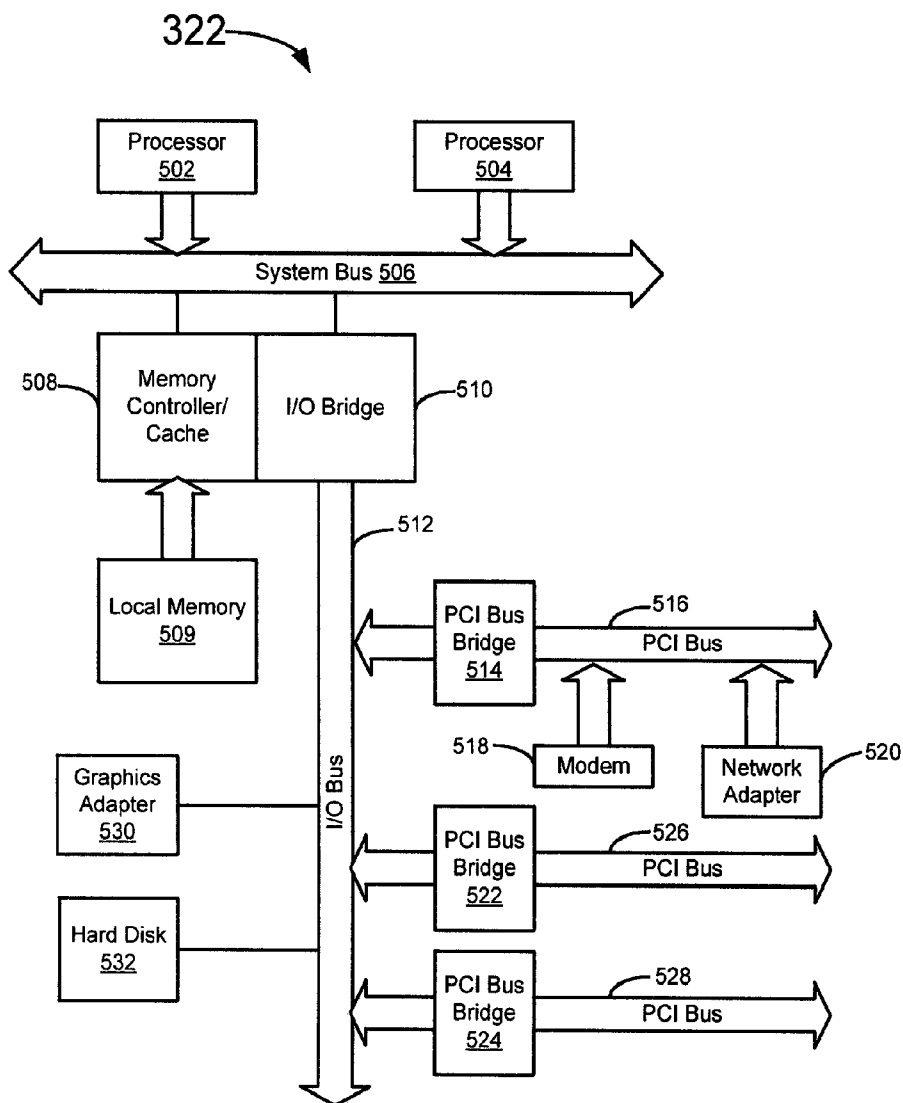 322
Processor
502
Processor
504
System Bus 506
508
Memory
Controller/
Cache
I/O Bridge
510
512
Local Memory
509
PCI Bus
Bridge
514
516
PCI Bus
518
Modem
Network
Adapter
520
I/O Bus
Graphics
Adapter
530
PCI Bus
Bridge
522
526
PCI Bus
Hard Disk
532
PCI Bus
Bridge
524
528
PCI Bus